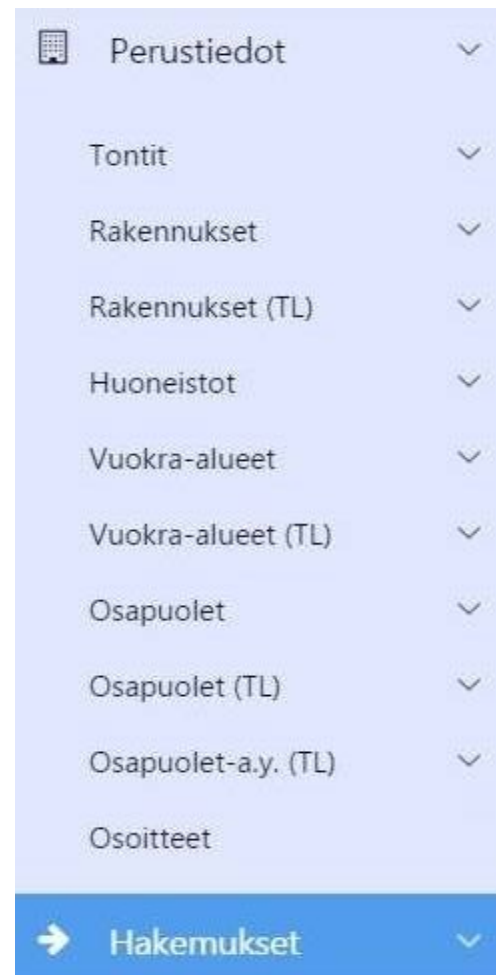 Perustiedot
Tontit
Rakennukset
Rakennukset (TL)
Huoneistot
Vuokra-alueet
Vuokra-alueet (TL)
Osapuolet
Osapuolet (TL)
Osapuolet-a.y. (TL)
Osoitteet
Hakemukset